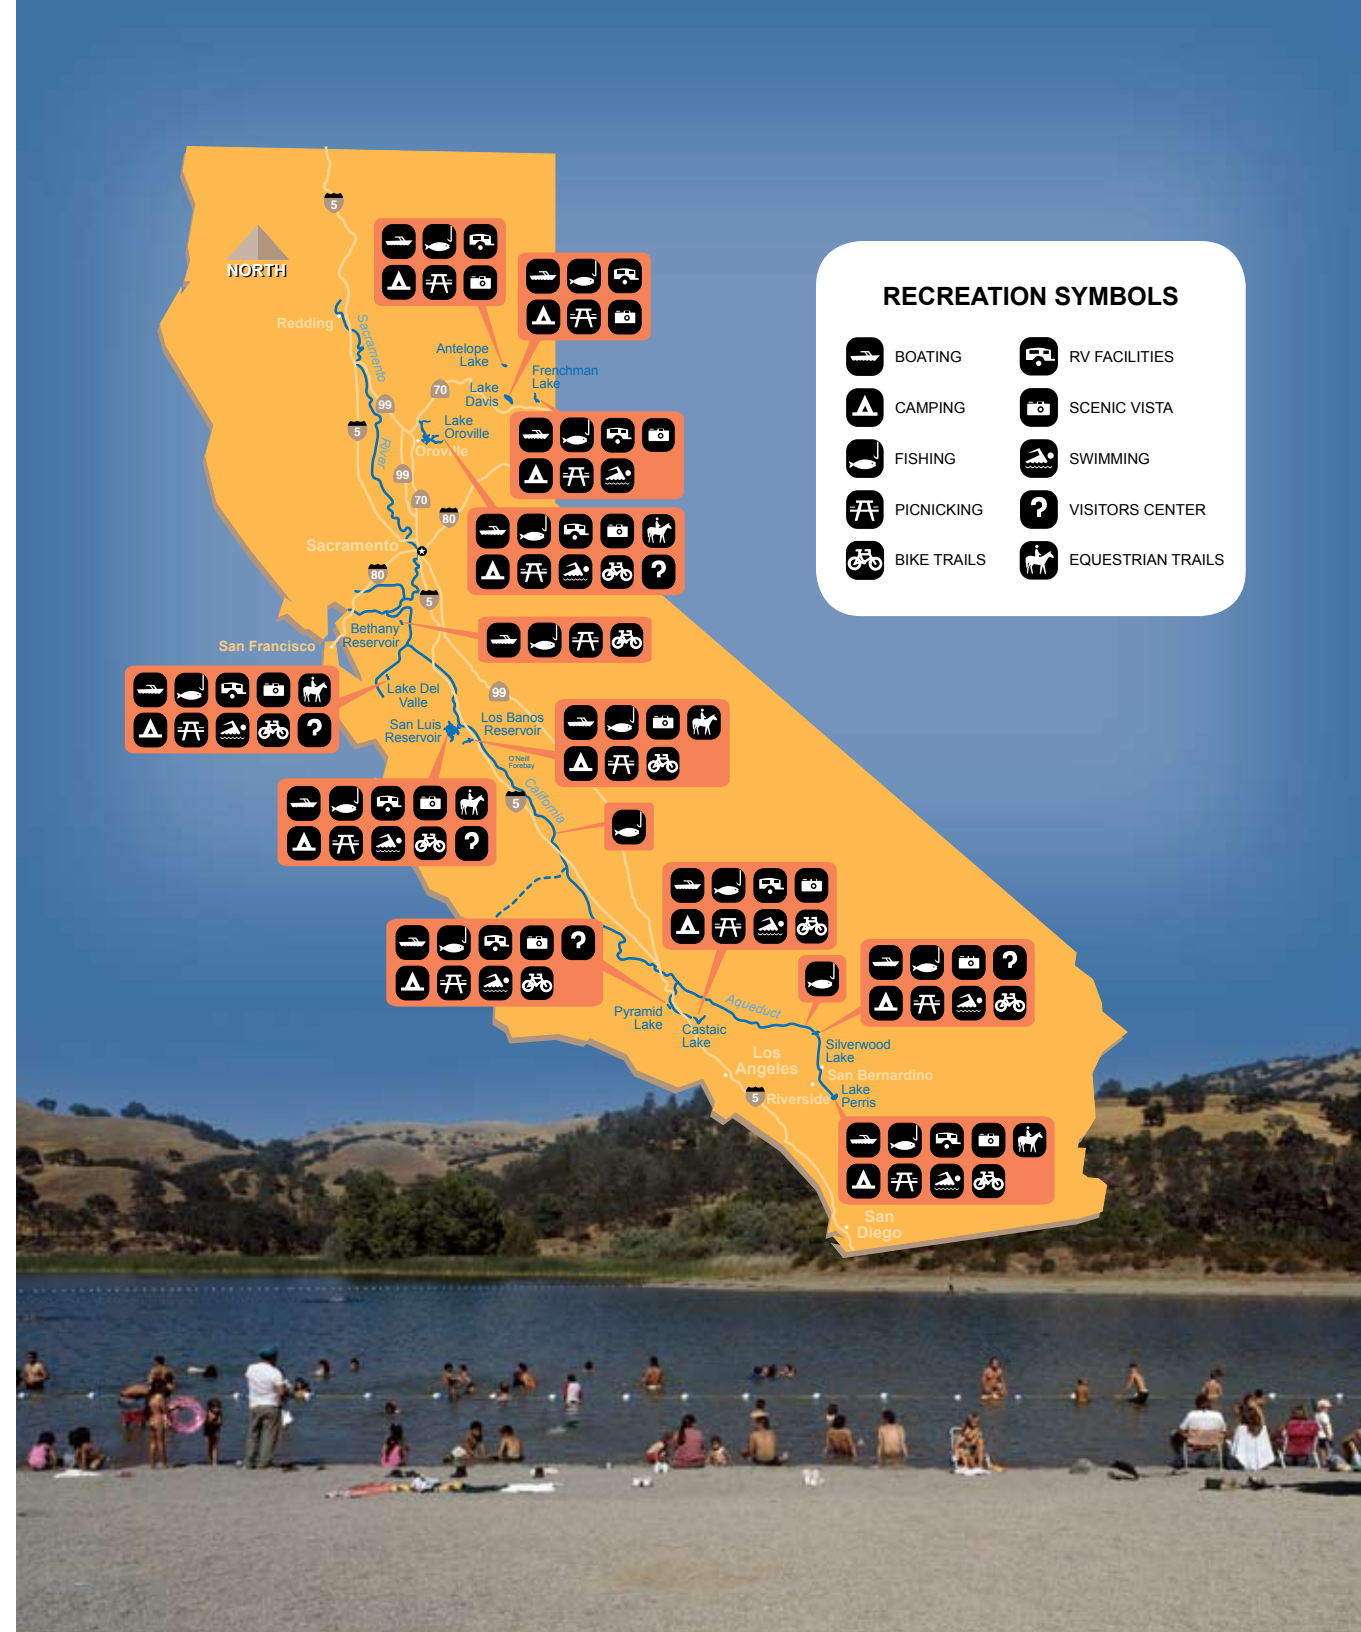 5
NORTH
Redding
Sacramento
River
Antelope
Lake
Frenchman
Lake
70
Lake
Davis
99
5
Lake
Oroville
Oroville
99
70
80
Sacramento
80
5
Bethany
Reservoir
San Francisco
Lake Del
Valle
99
San Luis
Reservoir
Los Banos
Reservoir
O'Neill
Forebay
California
5
Aqueduct
Pyramid
Lake
Castaic
Lake
Silverwood
Lake
Los
Angeles
San Bernardino
5
Riverside
Lake
Perris
San
Diego
RECREATION SYMBOLS
BOATING
RV FACILITIES
CAMPING
SCENIC VISTA
FISHING
SWIMMING
PICNICKING
? VISITORS CENTER
BIKE TRAILS
EQUESTRIAN TRAILS
?
?
?
?
?